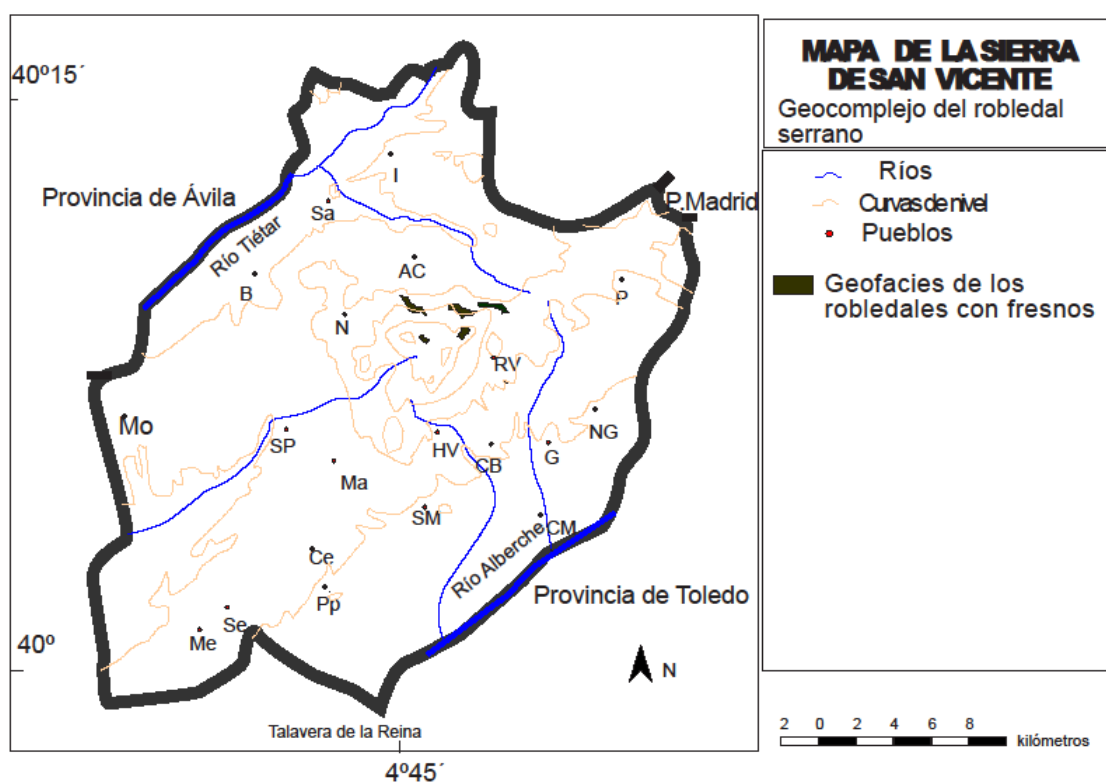 MAPA DE LA SIERRA
DE SAN VICENTE
Geocomplejo del robledal
serrano
Ríos
Curvas de nivel
Pueblos
Geofacies de los
robledales con fresnos
40º15´
I
Provincia de Ávila
Sa
P.Madrid
Río Tiétar
AC
B
P
N
RV
Mo
NG
SP
HV
CB
G
Ma
SM
CM
Ce
Río Alberche
Pp
Provincia de Toledo
Se
Me
40º
N
Talavera de la Reina
4º45´
2 0 2 4 6 8
kilómetros